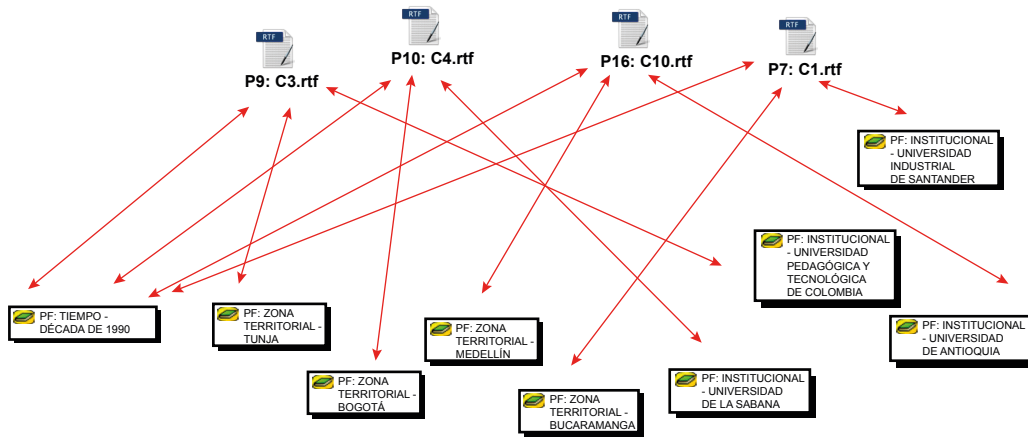 RTF
P9: C3.rtf
RTF
P10: C4.rtf
RTF
P16: C10.rtf
RTF
P7: C1.rtf
PF: INSTITUCIONAL
- UNIVERSIDAD
INDUSTRIAL
DE SANTANDER
PF: INSTITUCIONAL
- UNIVERSIDAD
PEDAGÓGICA Y
TECNOLÓGICA
DE COLOMBIA
PF: TIEMPO -
DÉCADA DE 1990
PF: ZONA
TERRITORIAL -
TUNJA
PF: ZONA
TERRITORIAL -
MEDELLÍN
PF: INSTITUCIONAL
- UNIVERSIDAD
DE ANTIOQUIA
PF: ZONA
TERRITORIAL -
BOGOTÁ
PF: ZONA
TERRITORIAL -
BUCARAMANGA
PF: INSTITUCIONAL
- UNIVERSIDAD
DE LA SABANA